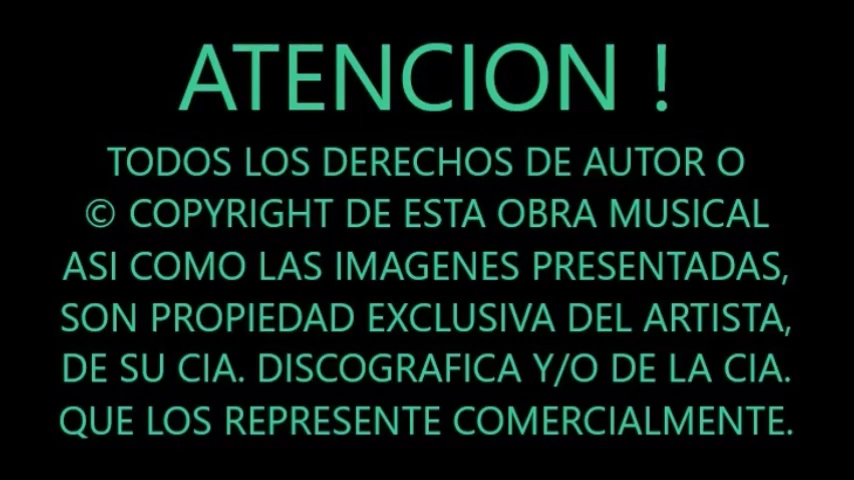 ATENCION !
TODOS LOS DERECHOS DE AUTOR O
© COPYRIGHT DE ESTA OBRA MUSICAL
ASI COMO LAS IMAGENES PRESENTADAS,
SON PROPIEDAD EXCLUSIVA DEL ARTISTA,
DE SU CIA. DISCOGRAFICA Y/O DE LA CIA.
QUE LOS REPRESENTE COMERCIALMENTE.